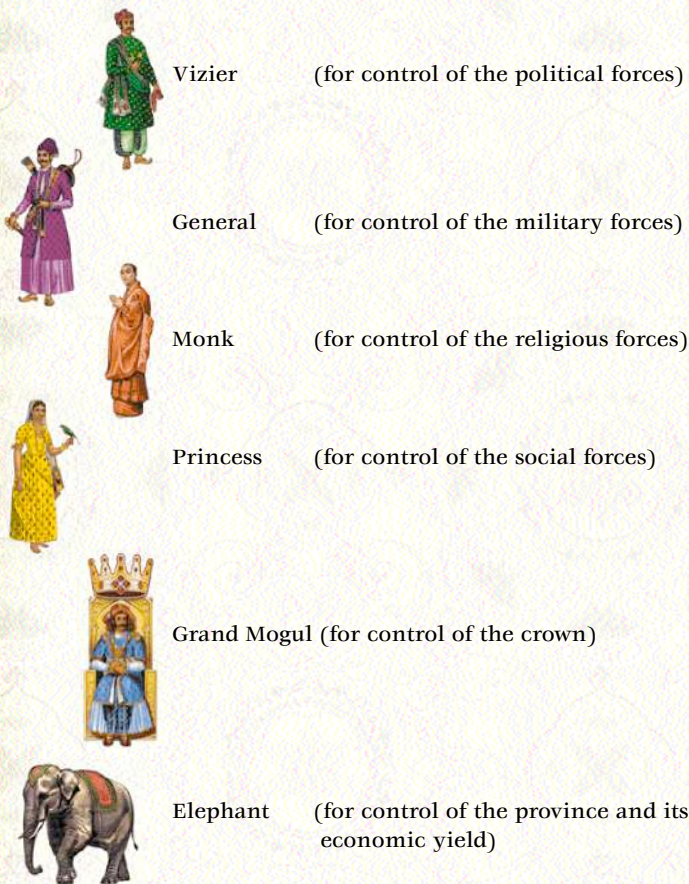 Vizier (for control of the political forces)
General (for control of the military forces)
Monk (for control of the religious forces)
Princess (for control of the social forces)
Grand Mogul (for control of the crown)
Elephant (for control of the province and its
economic yield)